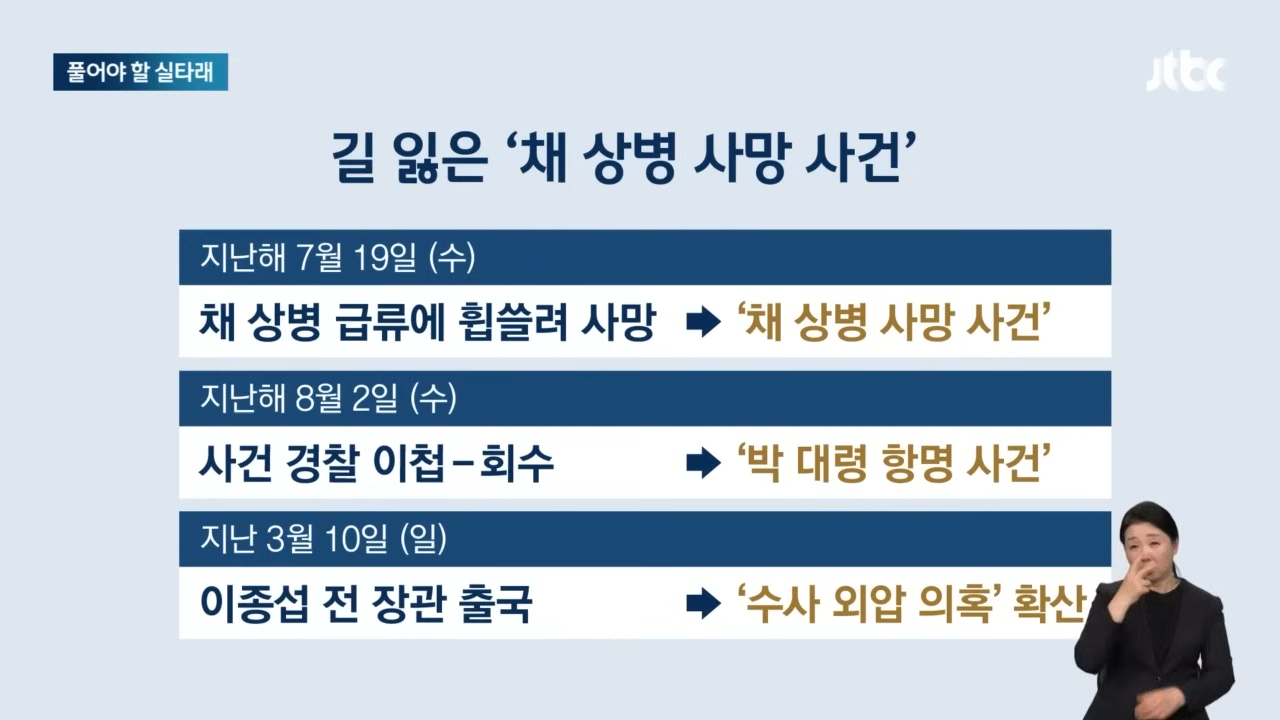 풀어야 할 실타래
jtbc
길 잃은 ‘채 상병 사망 사건’
지난해 7월 19일 (수)
채 상병 급류에 휩쓸려 사망 ➡ ‘채 상병 사망 사건’
지난해 8월 2일 (수)
사건 경찰 이첩–회수 ➡ ‘박 대령 항명 사건’
지난 3월 10일 (일)
이종섭 전 장관 출국 ➡ ‘수사 외압 의혹’ 확산